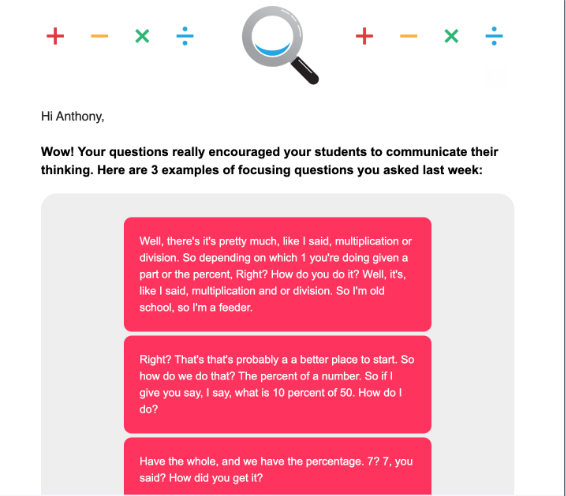 + − × ÷ + − × ÷
Hi Anthony,
Wow! Your questions really encouraged your students to communicate their
thinking. Here are 3 examples of focusing questions you asked last week:
Well, there's it's pretty much, like I said, multiplication or
division. So depending on which 1 you're doing given a
part or the percent, Right? How do you do it? Well, it's,
like I said, multiplication and or division. So I'm old
school, so I'm a feeder.
Right? That's that's probably a a better place to start. So
how do we do that? The percent of a number. So if I
give you say, I say, what is 10 percent of 50. How do I
do?
Have the whole, and we have the percentage. 7? 7, you
said? How did you get it?